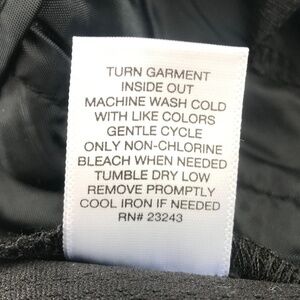 TURN GARMENT
INSIDE OUT
MACHINE WASH COLD
WITH LIKE COLORS
GENTLE CYCLE
ONLY NON-CHLORINE
BLEACH WHEN NEEDED
TUMBLE DRY LOW
REMOVE PROMPTLY
COOL IRON IF NEEDED
RN# 23243